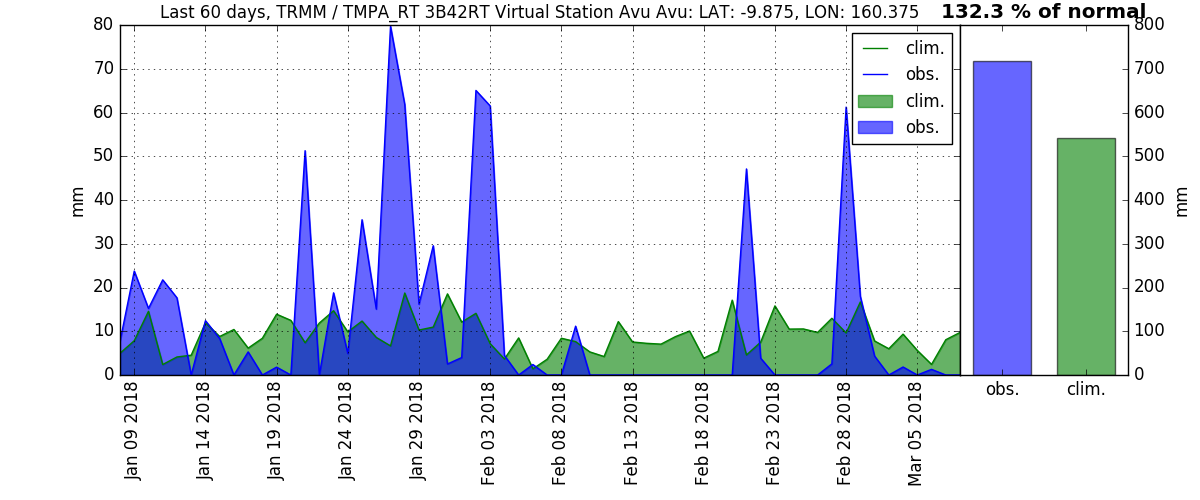 Last 60 days, TRMM / TMPA_RT 3B42RT Virtual Station Avu Avu: LAT: -9.875, LON: 160.375
132.3 % of normal
80
70
60
50
40
30
20
10
0
mm
clim.
obs.
clim.
obs.
800
700
600
500
400
300
200
100
0
mm
obs.
clim.
Jan 09 2018
Jan 14 2018
Jan 19 2018
Jan 24 2018
Jan 29 2018
Feb 03 2018
Feb 08 2018
Feb 13 2018
Feb 18 2018
Feb 23 2018
Feb 28 2018
Mar 05 2018